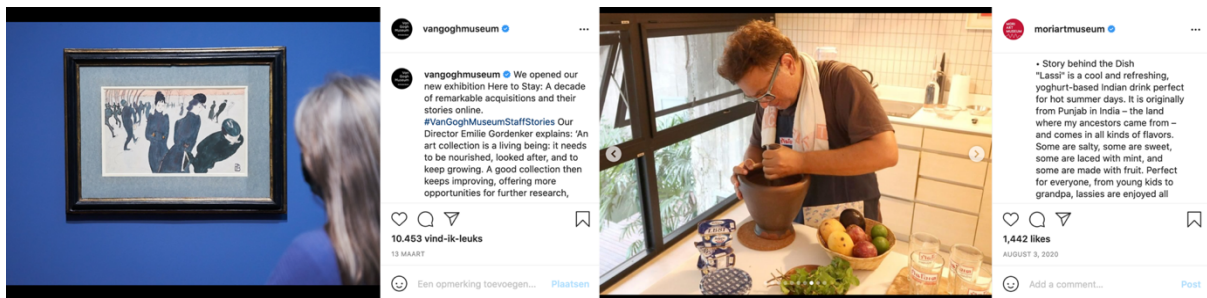 vangoghmuseum
vangoghmuseum We opened our
new exhibition Here to Stay: A decade
of remarkable acquisitions and their
stories online.
#VanGoghMuseumStaffStories Our
Director Emilie Gordenker explains: ‘An
art collection is a living being: it needs
to be nourished, looked after, and to
keep growing. A good collection then
keeps improving, offering more
opportunities for further research,
10.453 vind-ik-leuks
13 MAART
Een opmerking toevoegen...
Plaatsen
moriartmuseum
• Story behind the Dish
"Lassi" is a cool and refreshing,
yoghurt-based Indian drink perfect
for hot summer days. It is originally
from Punjab in India – the land
where my ancestors came from –
and comes in all kinds of flavors.
Some are salty, some are sweet,
some are laced with mint, and
some are made with fruit. Perfect
for everyone, from young kids to
grandpa, lassies are enjoyed all
1,442 likes
AUGUST 3, 2020
Add a comment...
Post